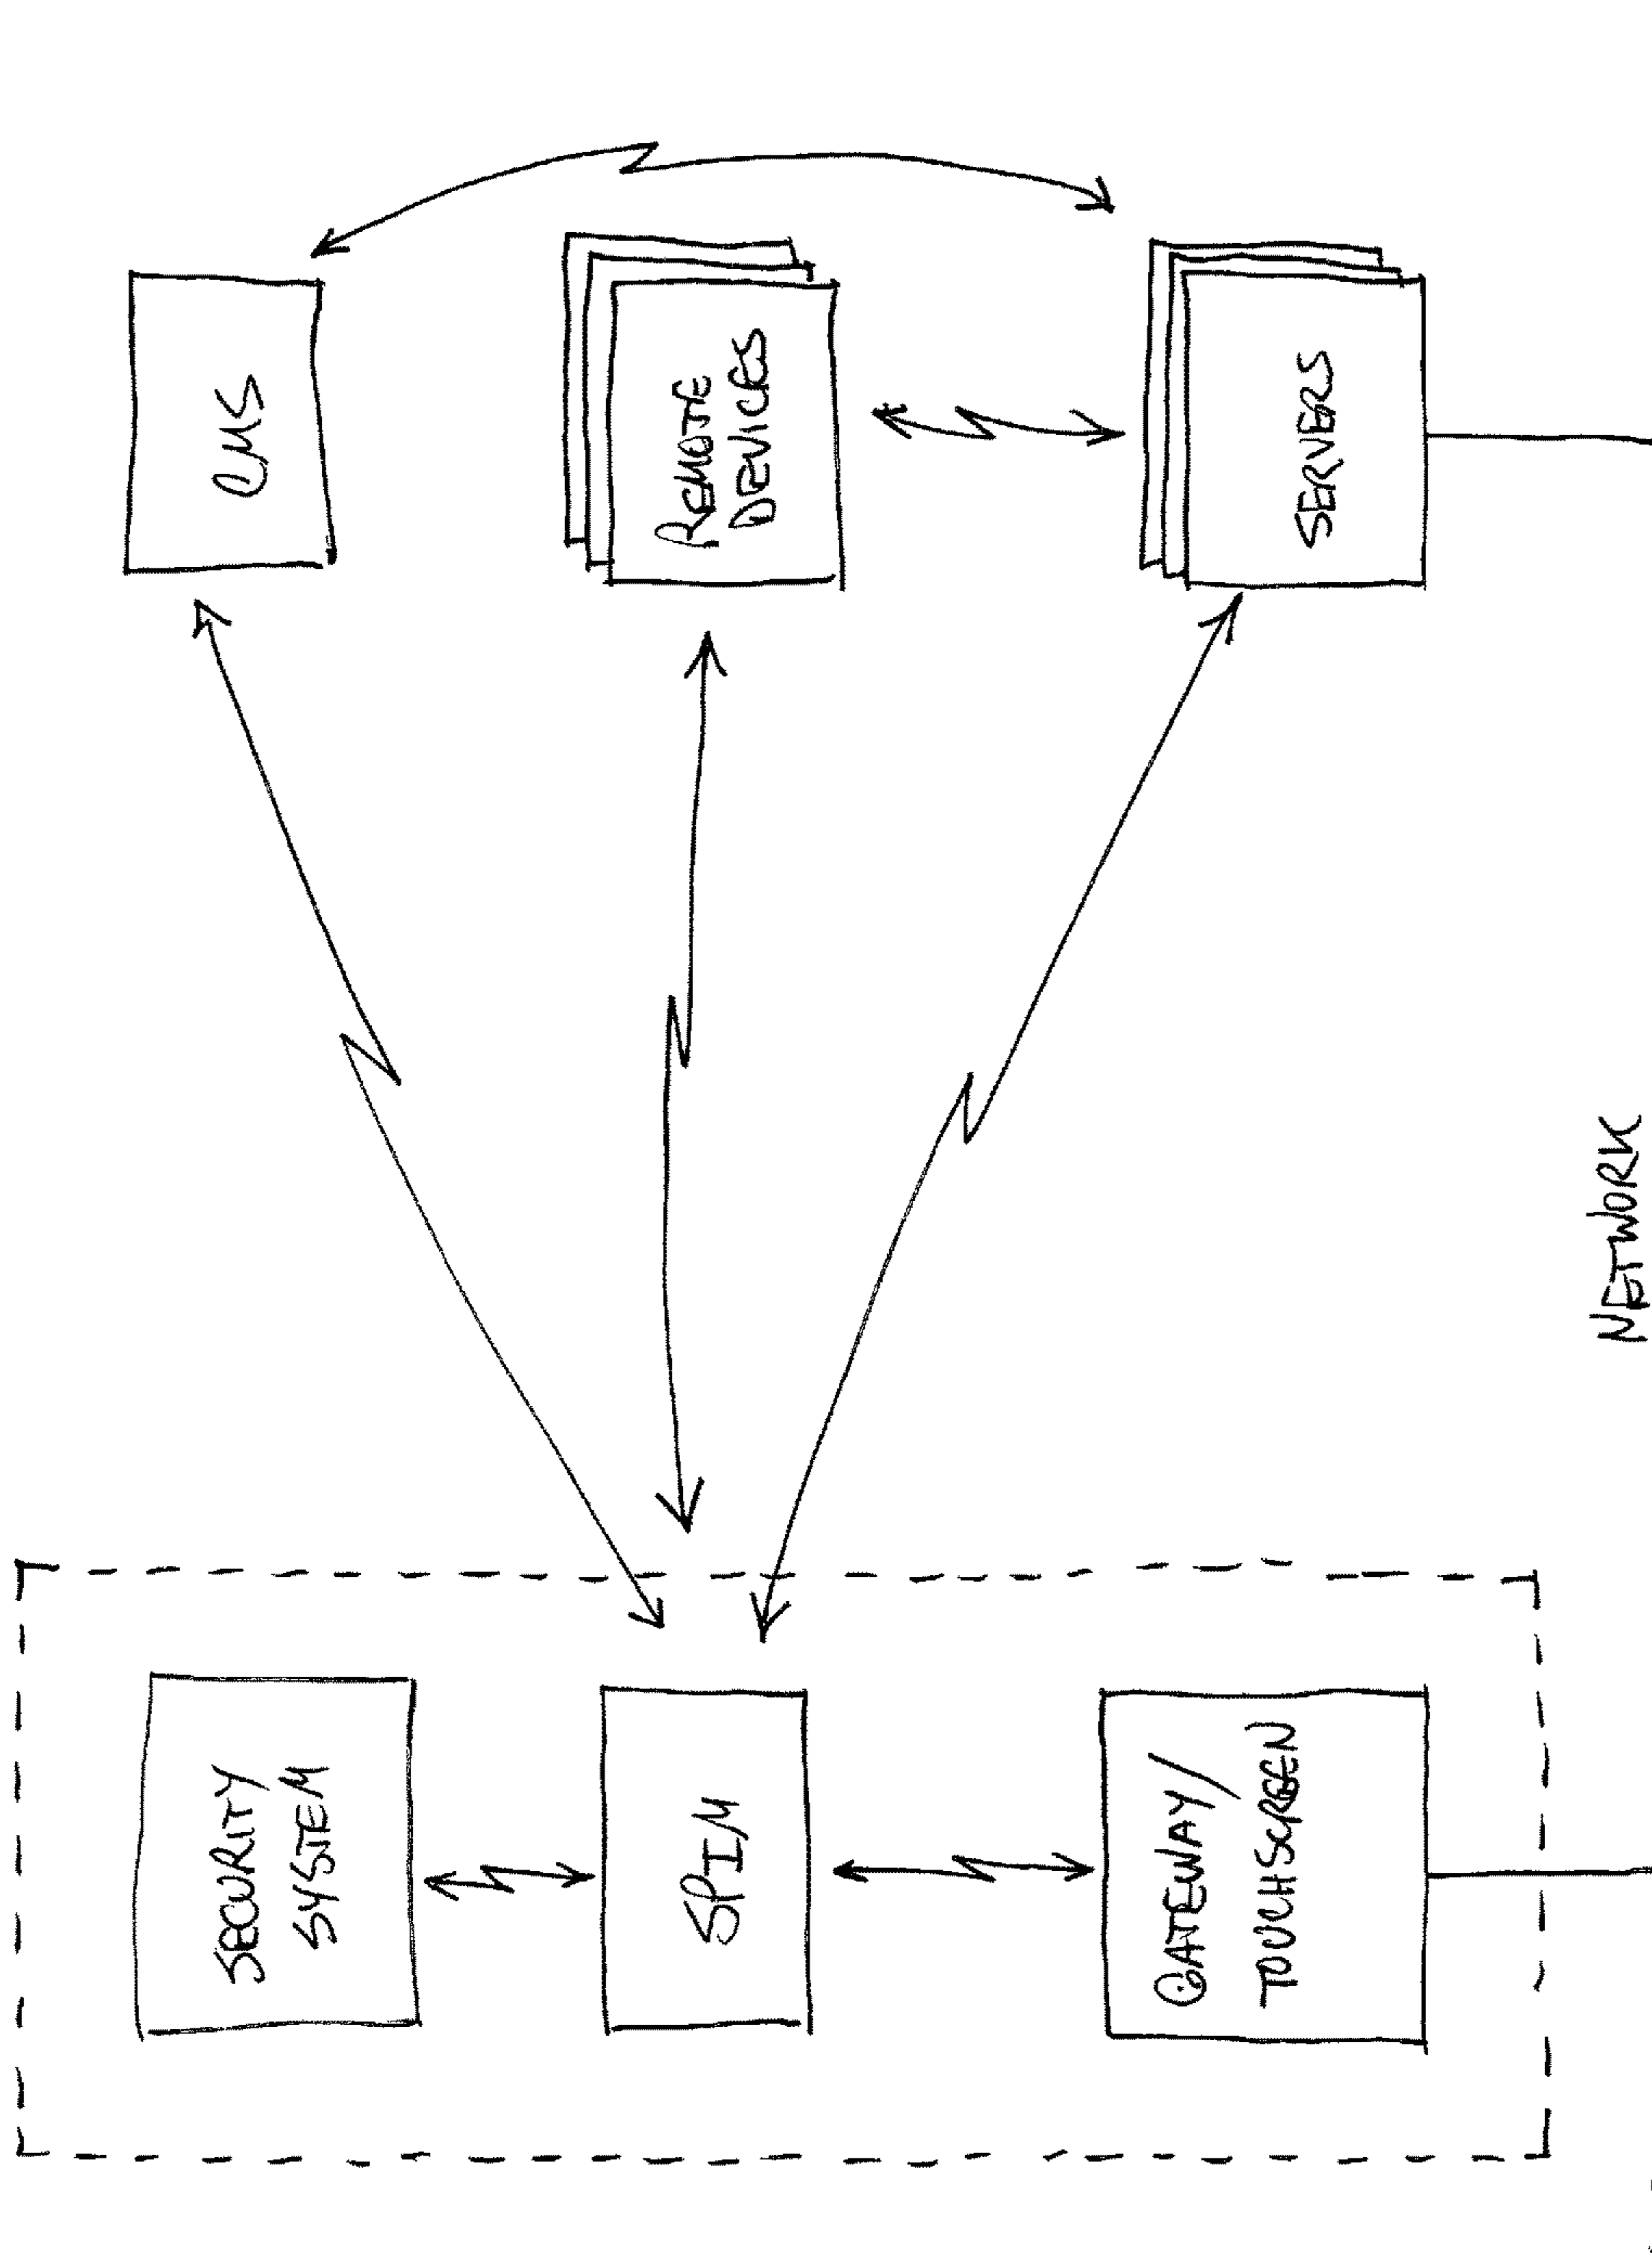 SECURITY
SYSTEM
CMS
SPIM
REMOTE
DEVICES
GATEWAY/
TOUCHSCREEN
SERVERS
NETWORK